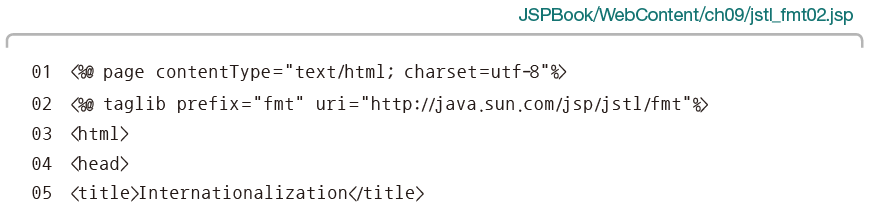 JSPBook/WebContent/ch09/jstl_fmt02.jsp
01 <%@ page contentType="text/html; charset=utf-8"%>
02 <%@ taglib prefix="fmt" uri="http://java.sun.com/jsp/jstl/fmt"%>
03 <html>
04 <head>
05 <title>Internationalization</title>